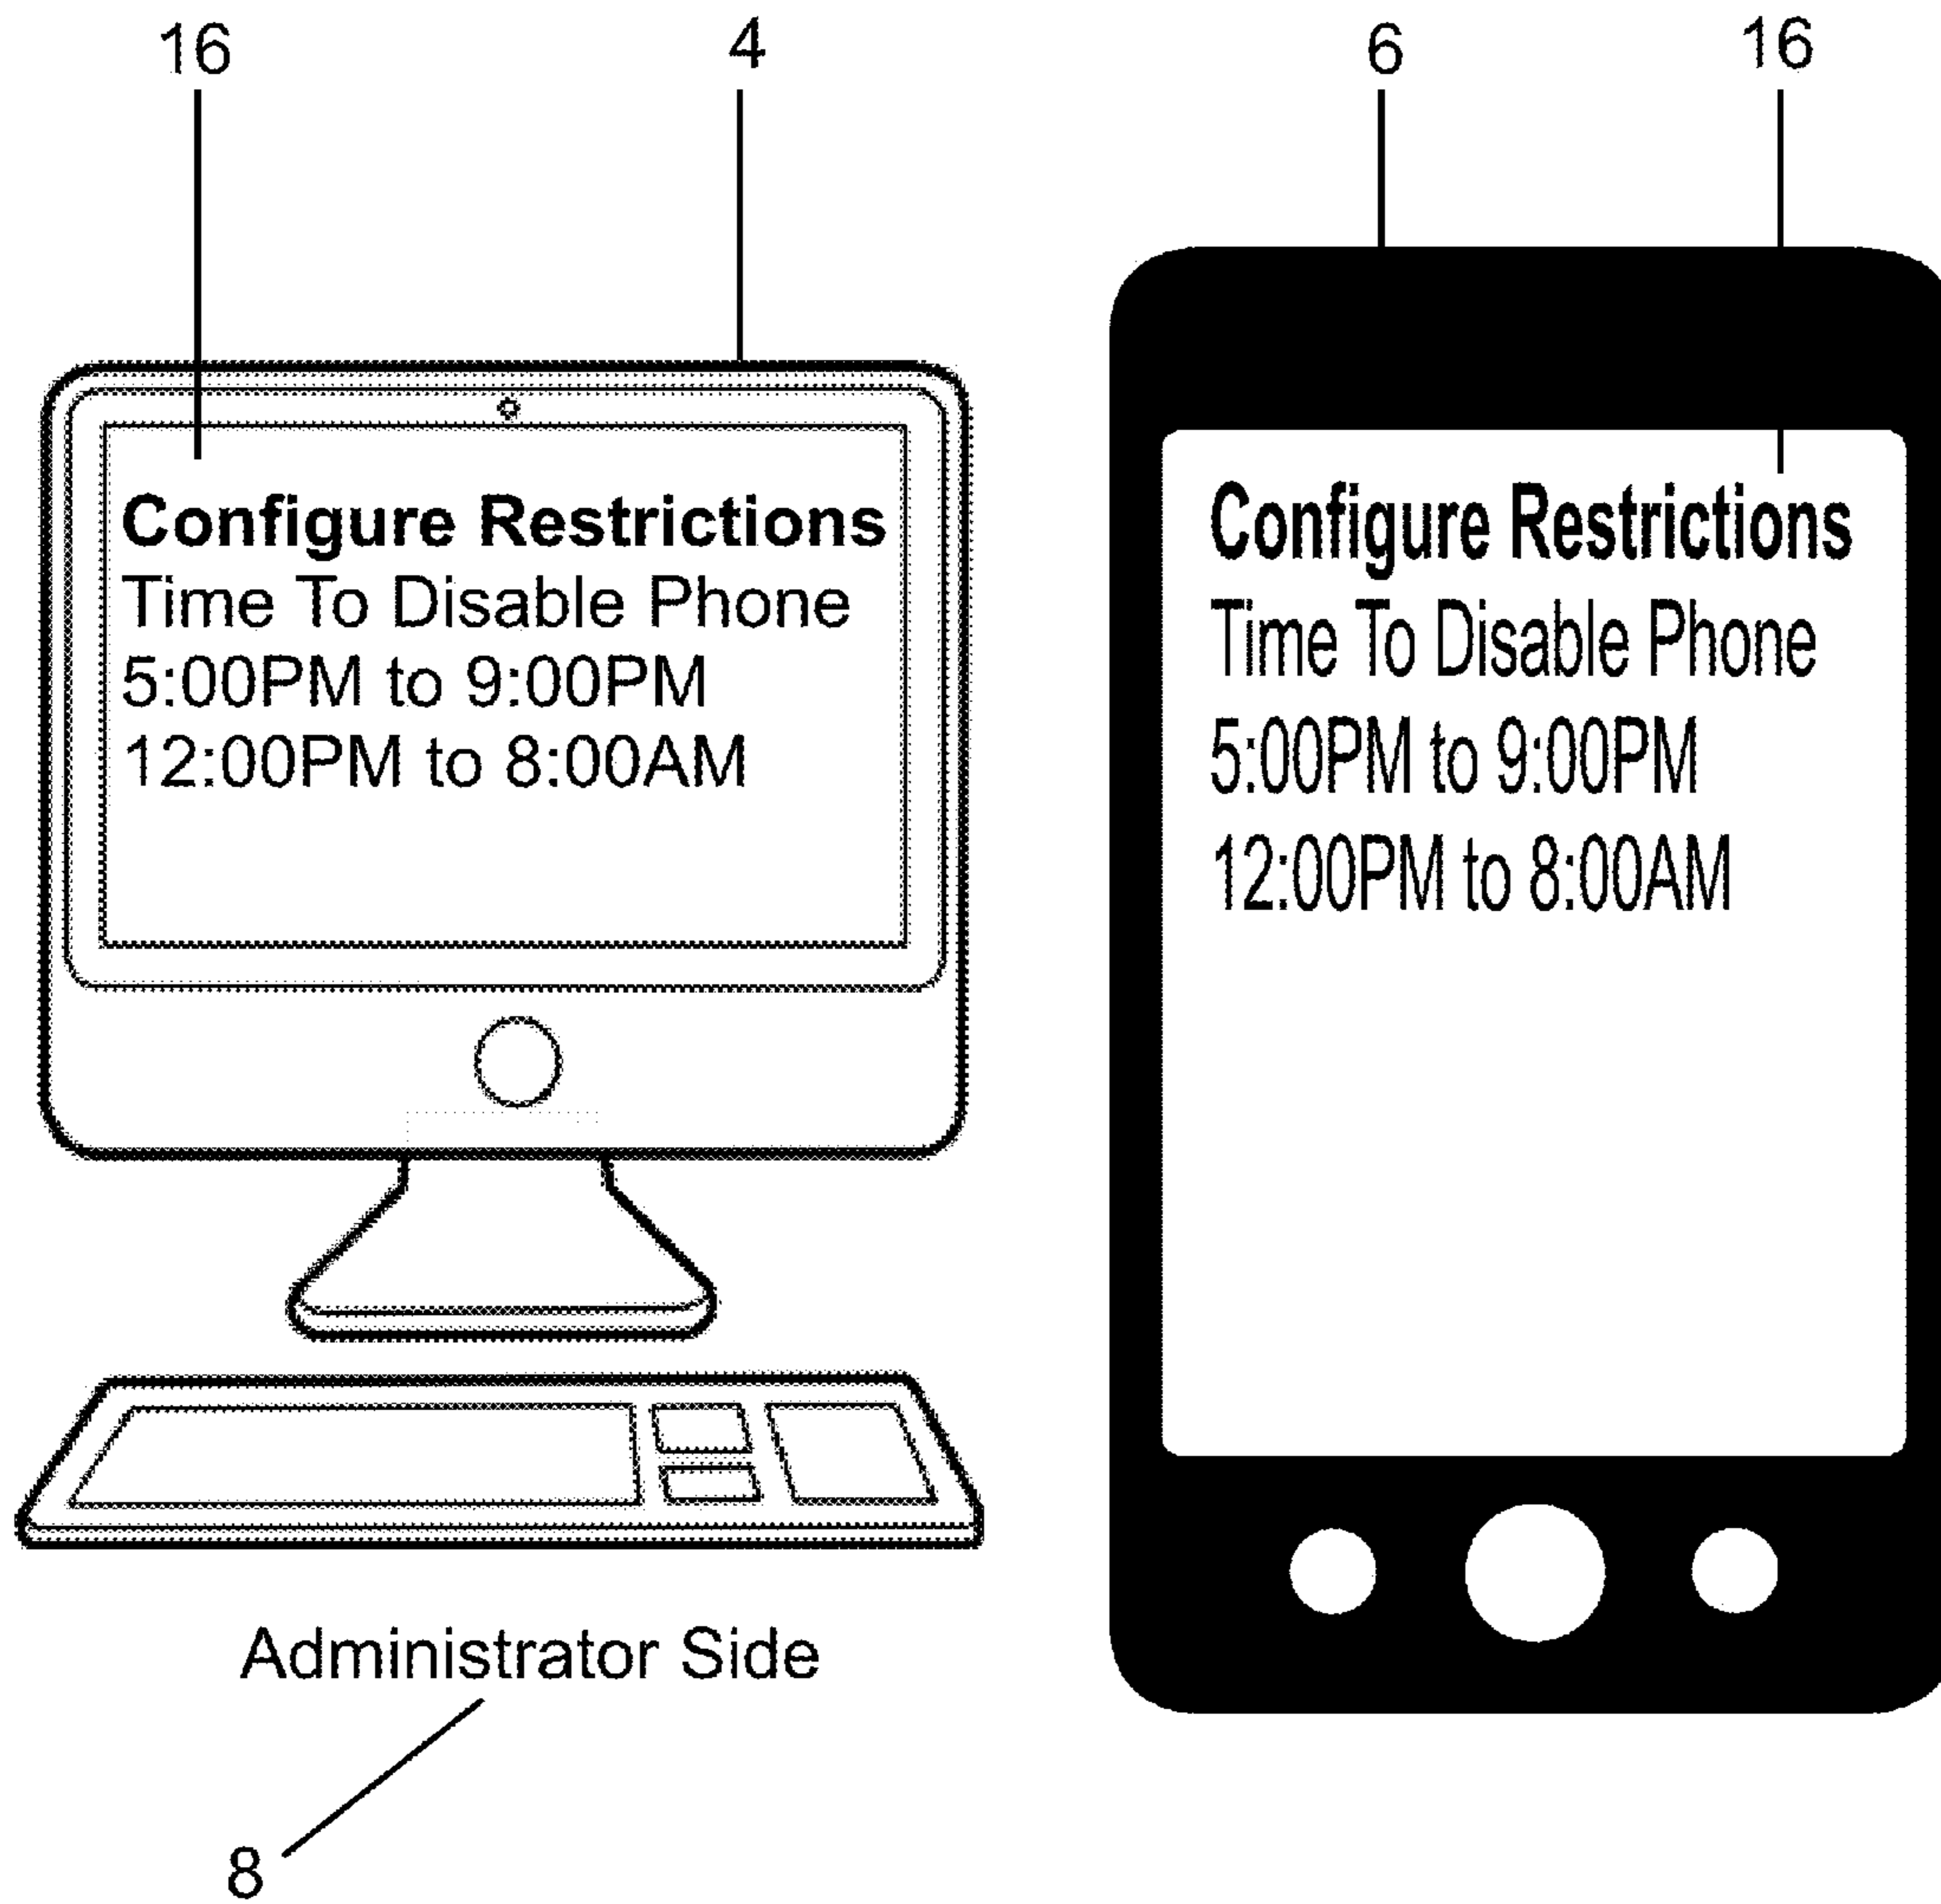 16
4
6
16
Configure Restrictions
Time To Disable Phone
5:00PM to 9:00PM
12:00PM to 8:00AM
Configure Restrictions
Time To Disable Phone
5:00PM to 9:00PM
12:00PM to 8:00AM
Administrator Side
8